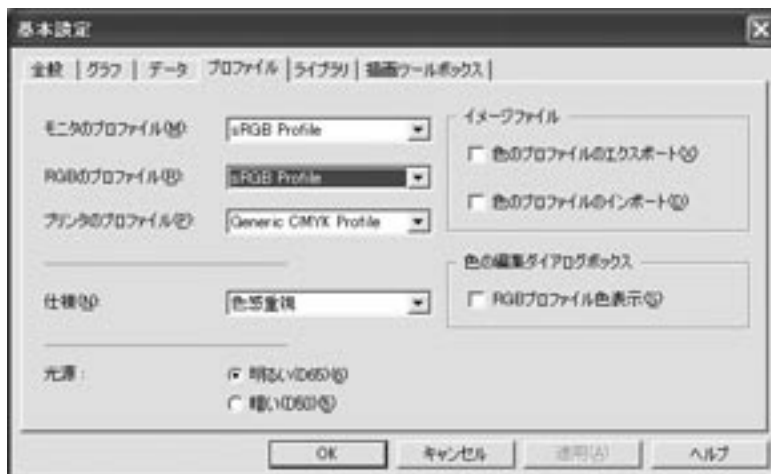 基本設定
全般 | グラフ | データ プロファイル | ライブラリ | 描画ツールボックス |
モニタのプロファイル(M): sRGB Profile
RGBのプロファイル(R): sRGB Profile
プリンタのプロファイル(P): Generic CMYK Profile
仕様(N): 色感重視
光源: 明るい(D65)(B)
暗い(D50)
イメージファイル
色のプロファイルのエクスポート(X)
色のプロファイルのインポート
色の編集ダイアログボックス
RGBプロファイル色表示(S)
OK キャンセル 適用(A) ヘルプ